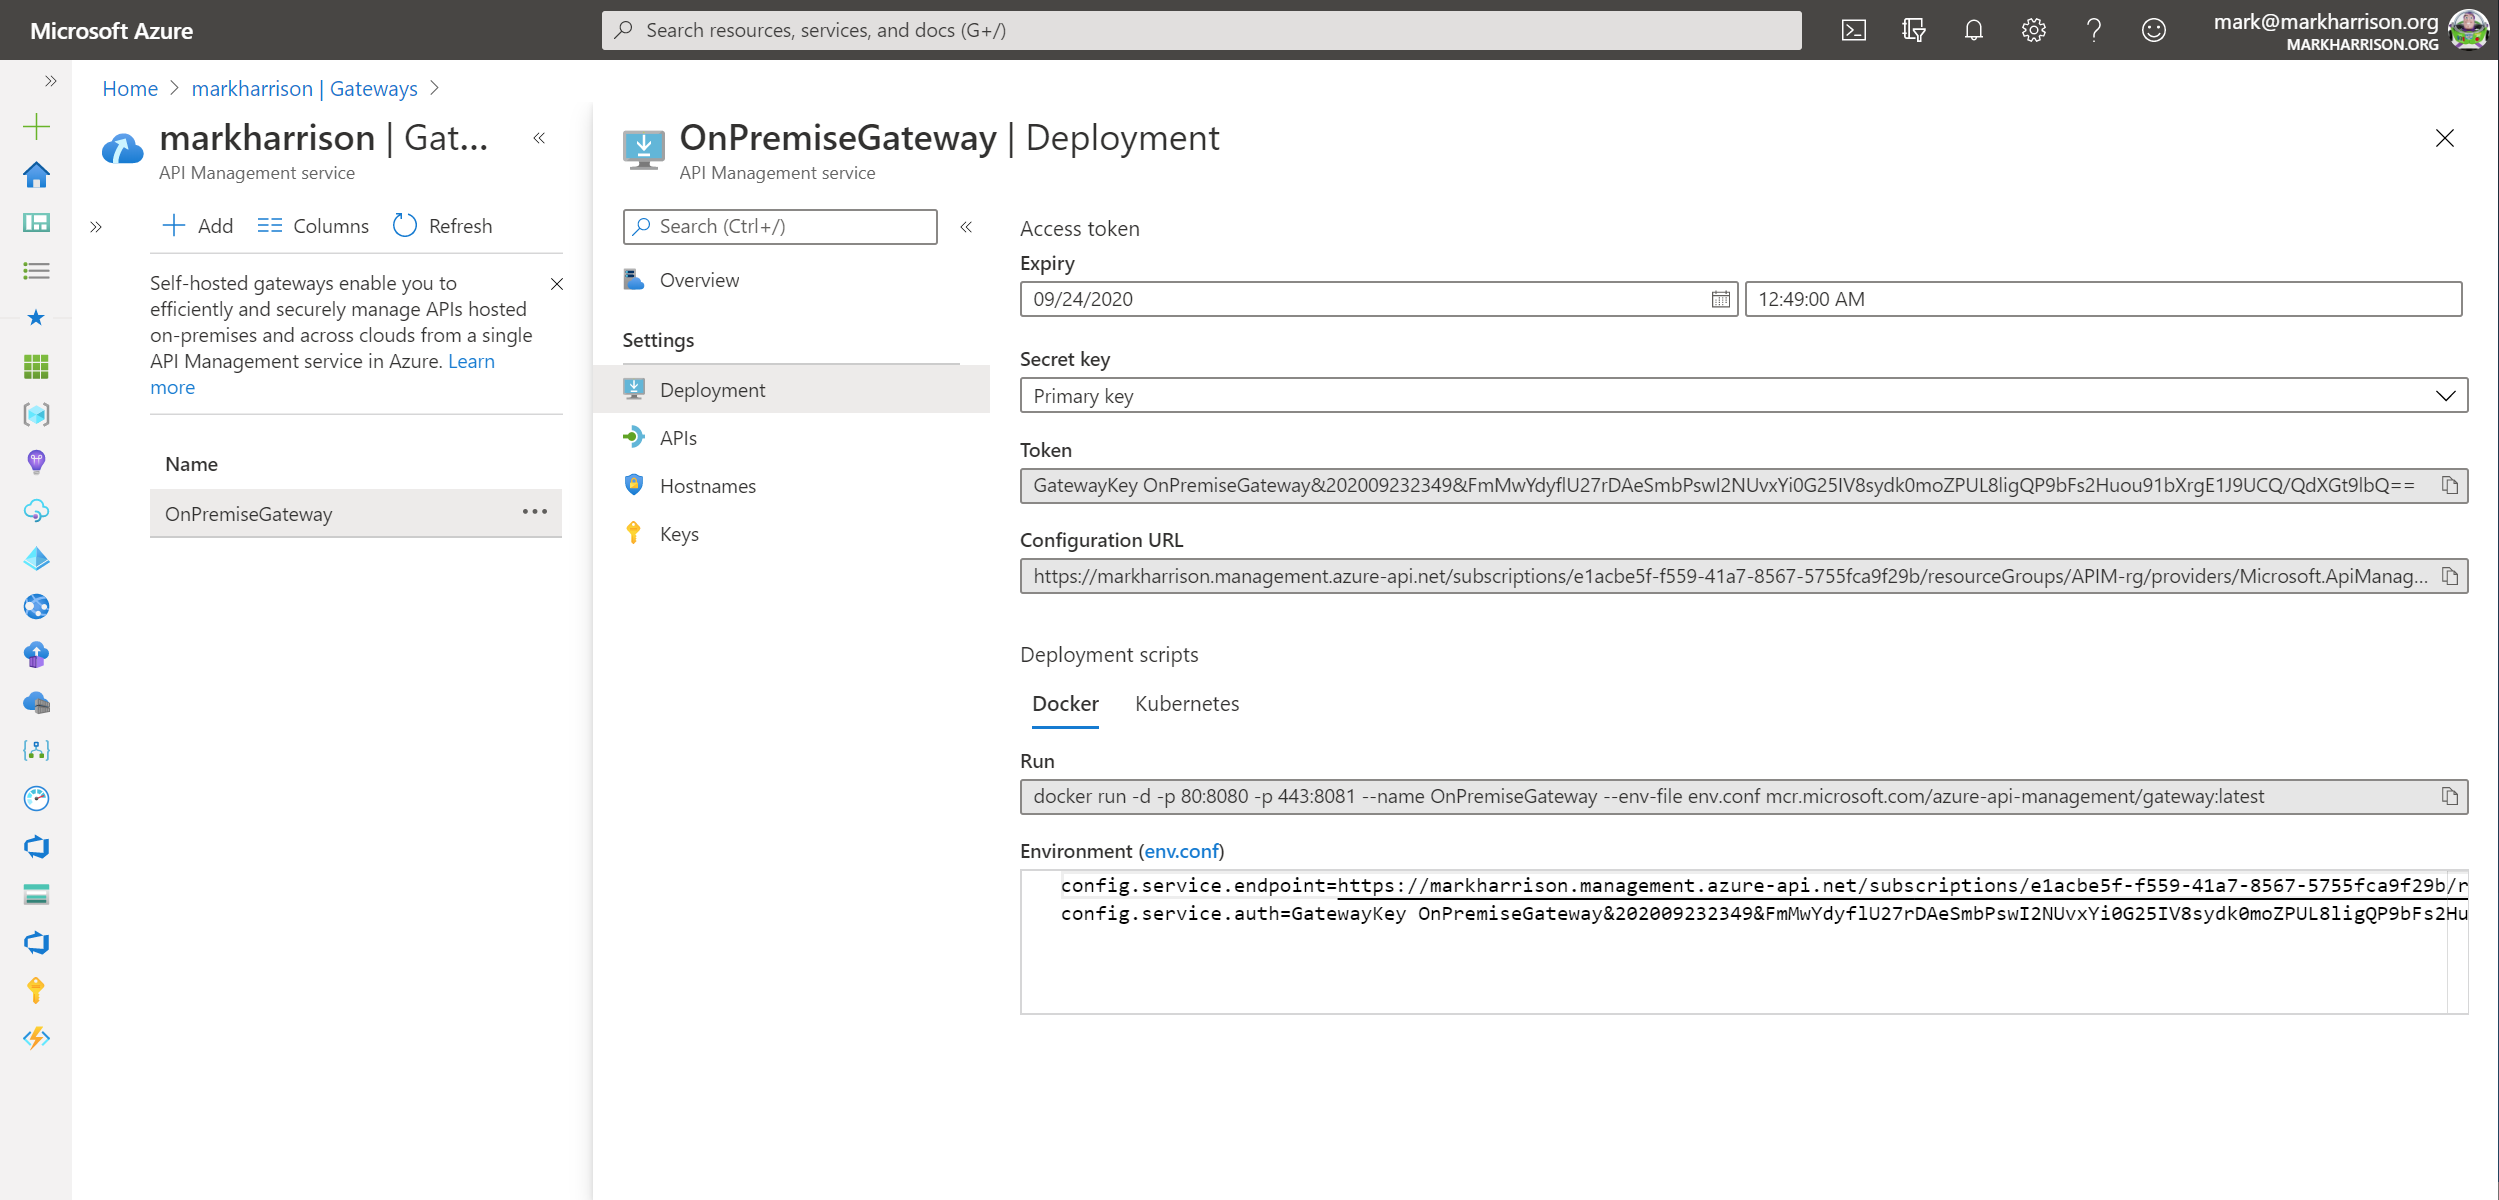 Microsoft Azure
Search resources, services, and docs (G+/)
mark@markharrison.org
MARKHARRISON.ORG
Home > markharrison | Gateways >
markharrison | Gat...
API Management service
Add Columns Refresh
Self-hosted gateways enable you to
efficiently and securely manage APIs hosted
on-premises and across clouds from a single
API Management service in Azure. Learn
more
Name
OnPremiseGateway
OnPremiseGateway | Deployment
API Management service
Search (Ctrl+/)
Overview
Settings
Deployment
APIs
Hostnames
Keys
Access token
Expiry
09/24/2020
12:49:00 AM
Secret key
Primary key
Token
GatewayKey OnPremiseGateway&202009232349&FmMwYdyflU27rDAeSmbPswI2NUvxYi0G25IV8sydk0moZPUL8ligQP9bFs2Huou91bXrgE1J9UCQ/QdXGt9lbQ==
Configuration URL
https://markharrison.management.azure-api.net/subscriptions/e1acbe5f-f559-41a7-8567-5755fca9f29b/resourceGroups/APIM-rg/providers/Microsoft.ApiManag...
Deployment scripts
Docker Kubernetes
Run
docker run -d -p 80:8080 -p 443:8081 --name OnPremiseGateway --env-file env.conf mcr.microsoft.com/azure-api-management/gateway:latest
Environment (env.conf)
config.service.endpoint=https://markharrison.management.azure-api.net/subscriptions/e1acbe5f-f559-41a7-8567-5755fca9f29b/r
config.service.auth=GatewayKey OnPremiseGateway&202009232349&FmMwYdyflU27rDAeSmbPswI2NUvxYi0G25IV8sydk0moZPUL8ligQP9bFs2Hu